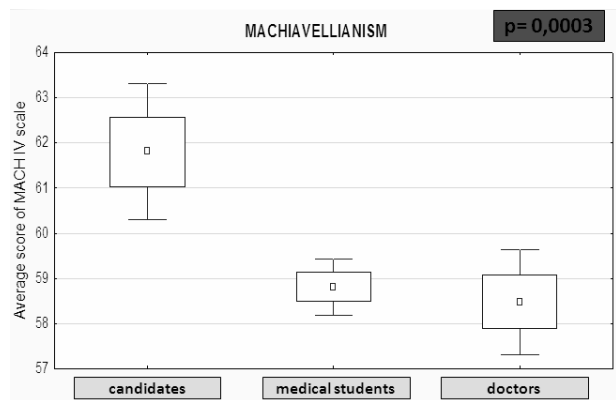 MACHIAVELLIANISM
p= 0,0003
Average score of MACH IV scale
64
63
62
61
60
59
58
57
candidates
medical students
doctors